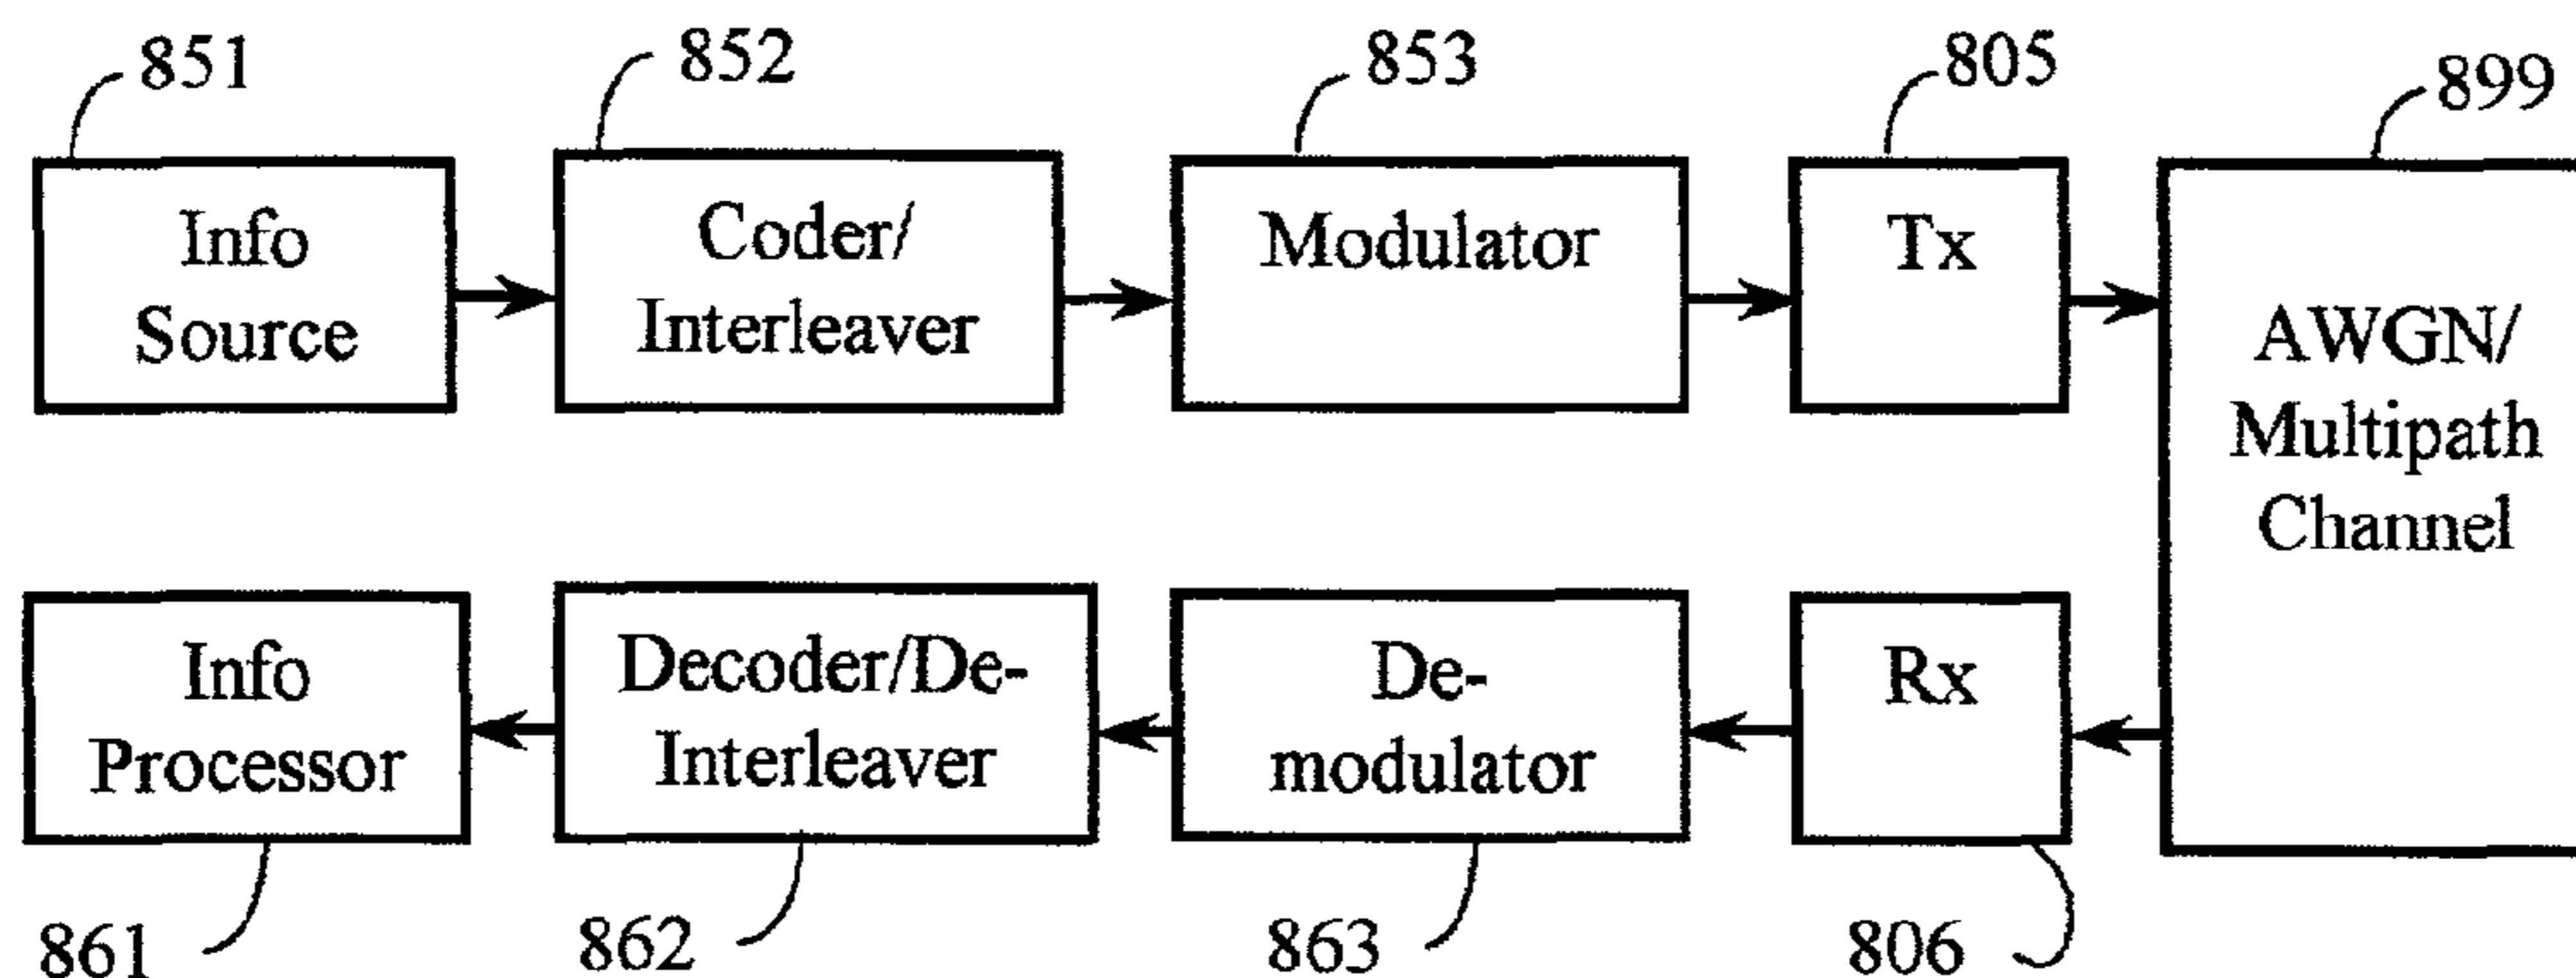 851
852
853
805
899
Info
Source
Coder/
Interleaver
Modulator
Tx
AWGN/
Multipath
Channel
Info
Processor
Decoder/De-
Interleaver
De-
modulator
Rx
861
862
863
806